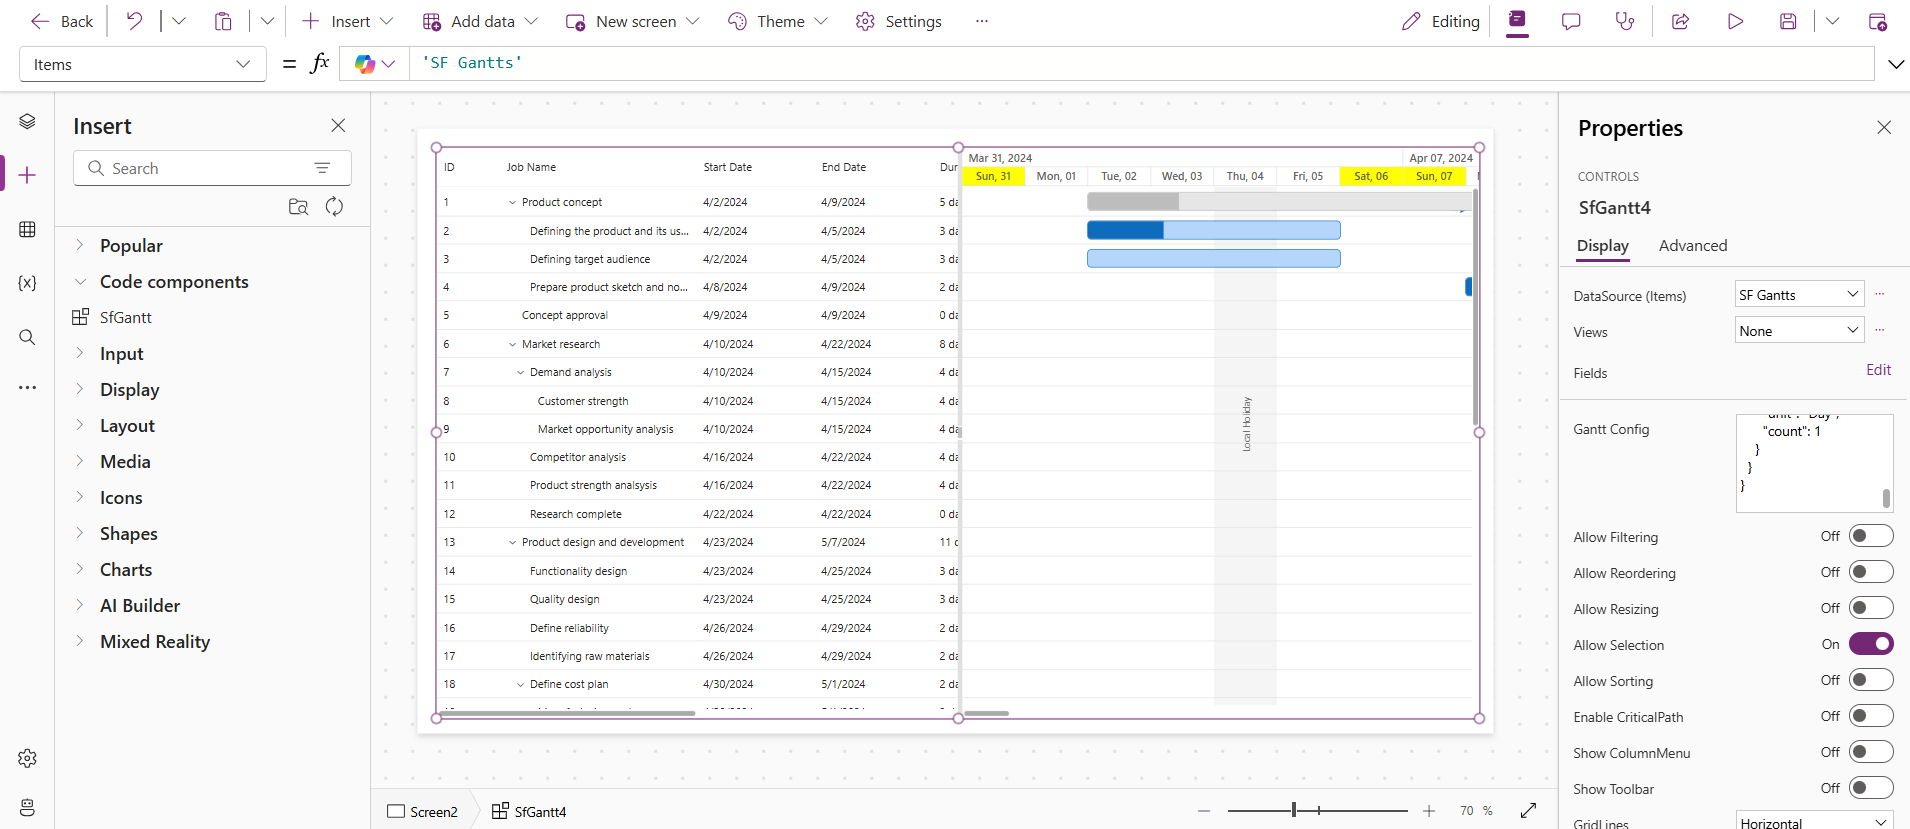 Back Insert Add data New screen Theme Settings ... Editing
Items = fx 'SF Gantts'
Insert
Search
Popular
Code components
SfGantt
Input
Display
Layout
Media
Icons
Shapes
Charts
AI Builder
Mixed Reality
ID Job Name Start Date End Date Dur
1 Product concept 4/2/2024 4/9/2024 5 da
2 Defining the product and its us... 4/2/2024 4/5/2024 3 da
3 Defining target audience 4/2/2024 4/5/2024 3 da
4 Prepare product sketch and no... 4/8/2024 4/9/2024 2 da
5 Concept approval 4/9/2024 4/9/2024 0 da
6 Market research 4/10/2024 4/22/2024 8 da
7 Demand analysis 4/10/2024 4/15/2024 4 da
8 Customer strength 4/10/2024 4/15/2024 4 da
9 Market opportunity analysis 4/10/2024 4/15/2024 4 da
10 Competitor analysis 4/16/2024 4/22/2024 4 da
11 Product strength analsysis 4/16/2024 4/22/2024 4 da
12 Research complete 4/22/2024 4/22/2024 0 da
13 Product design and development 4/23/2024 5/7/2024 11 d
14 Functionality design 4/23/2024 4/25/2024 3 da
15 Quality design 4/23/2024 4/25/2024 3 da
16 Define reliability 4/26/2024 4/29/2024 2 da
17 Identifying raw materials 4/26/2024 4/29/2024 2 da
18 Define cost plan 4/30/2024 5/1/2024 2 da
Mar 31, 2024 Apr 07, 2024
Sun, 31 Mon, 01 Tue, 02 Wed, 03 Thu, 04 Fri, 05 Sat, 06 Sun, 07
Local Holiday
Screen2 SfGantt4
70 %
Properties
CONTROLS
SfGantt4
Display Advanced
DataSource (Items) SF Gantts ...
Views None ...
Fields Edit
Gantt Config
"unit": "Day",
"count": 1
}
}
}
Allow Filtering Off
Allow Reordering Off
Allow Resizing Off
Allow Selection On
Allow Sorting Off
Enable CriticalPath Off
Show ColumnMenu Off
Show Toolbar Off
GridLines Horizontal